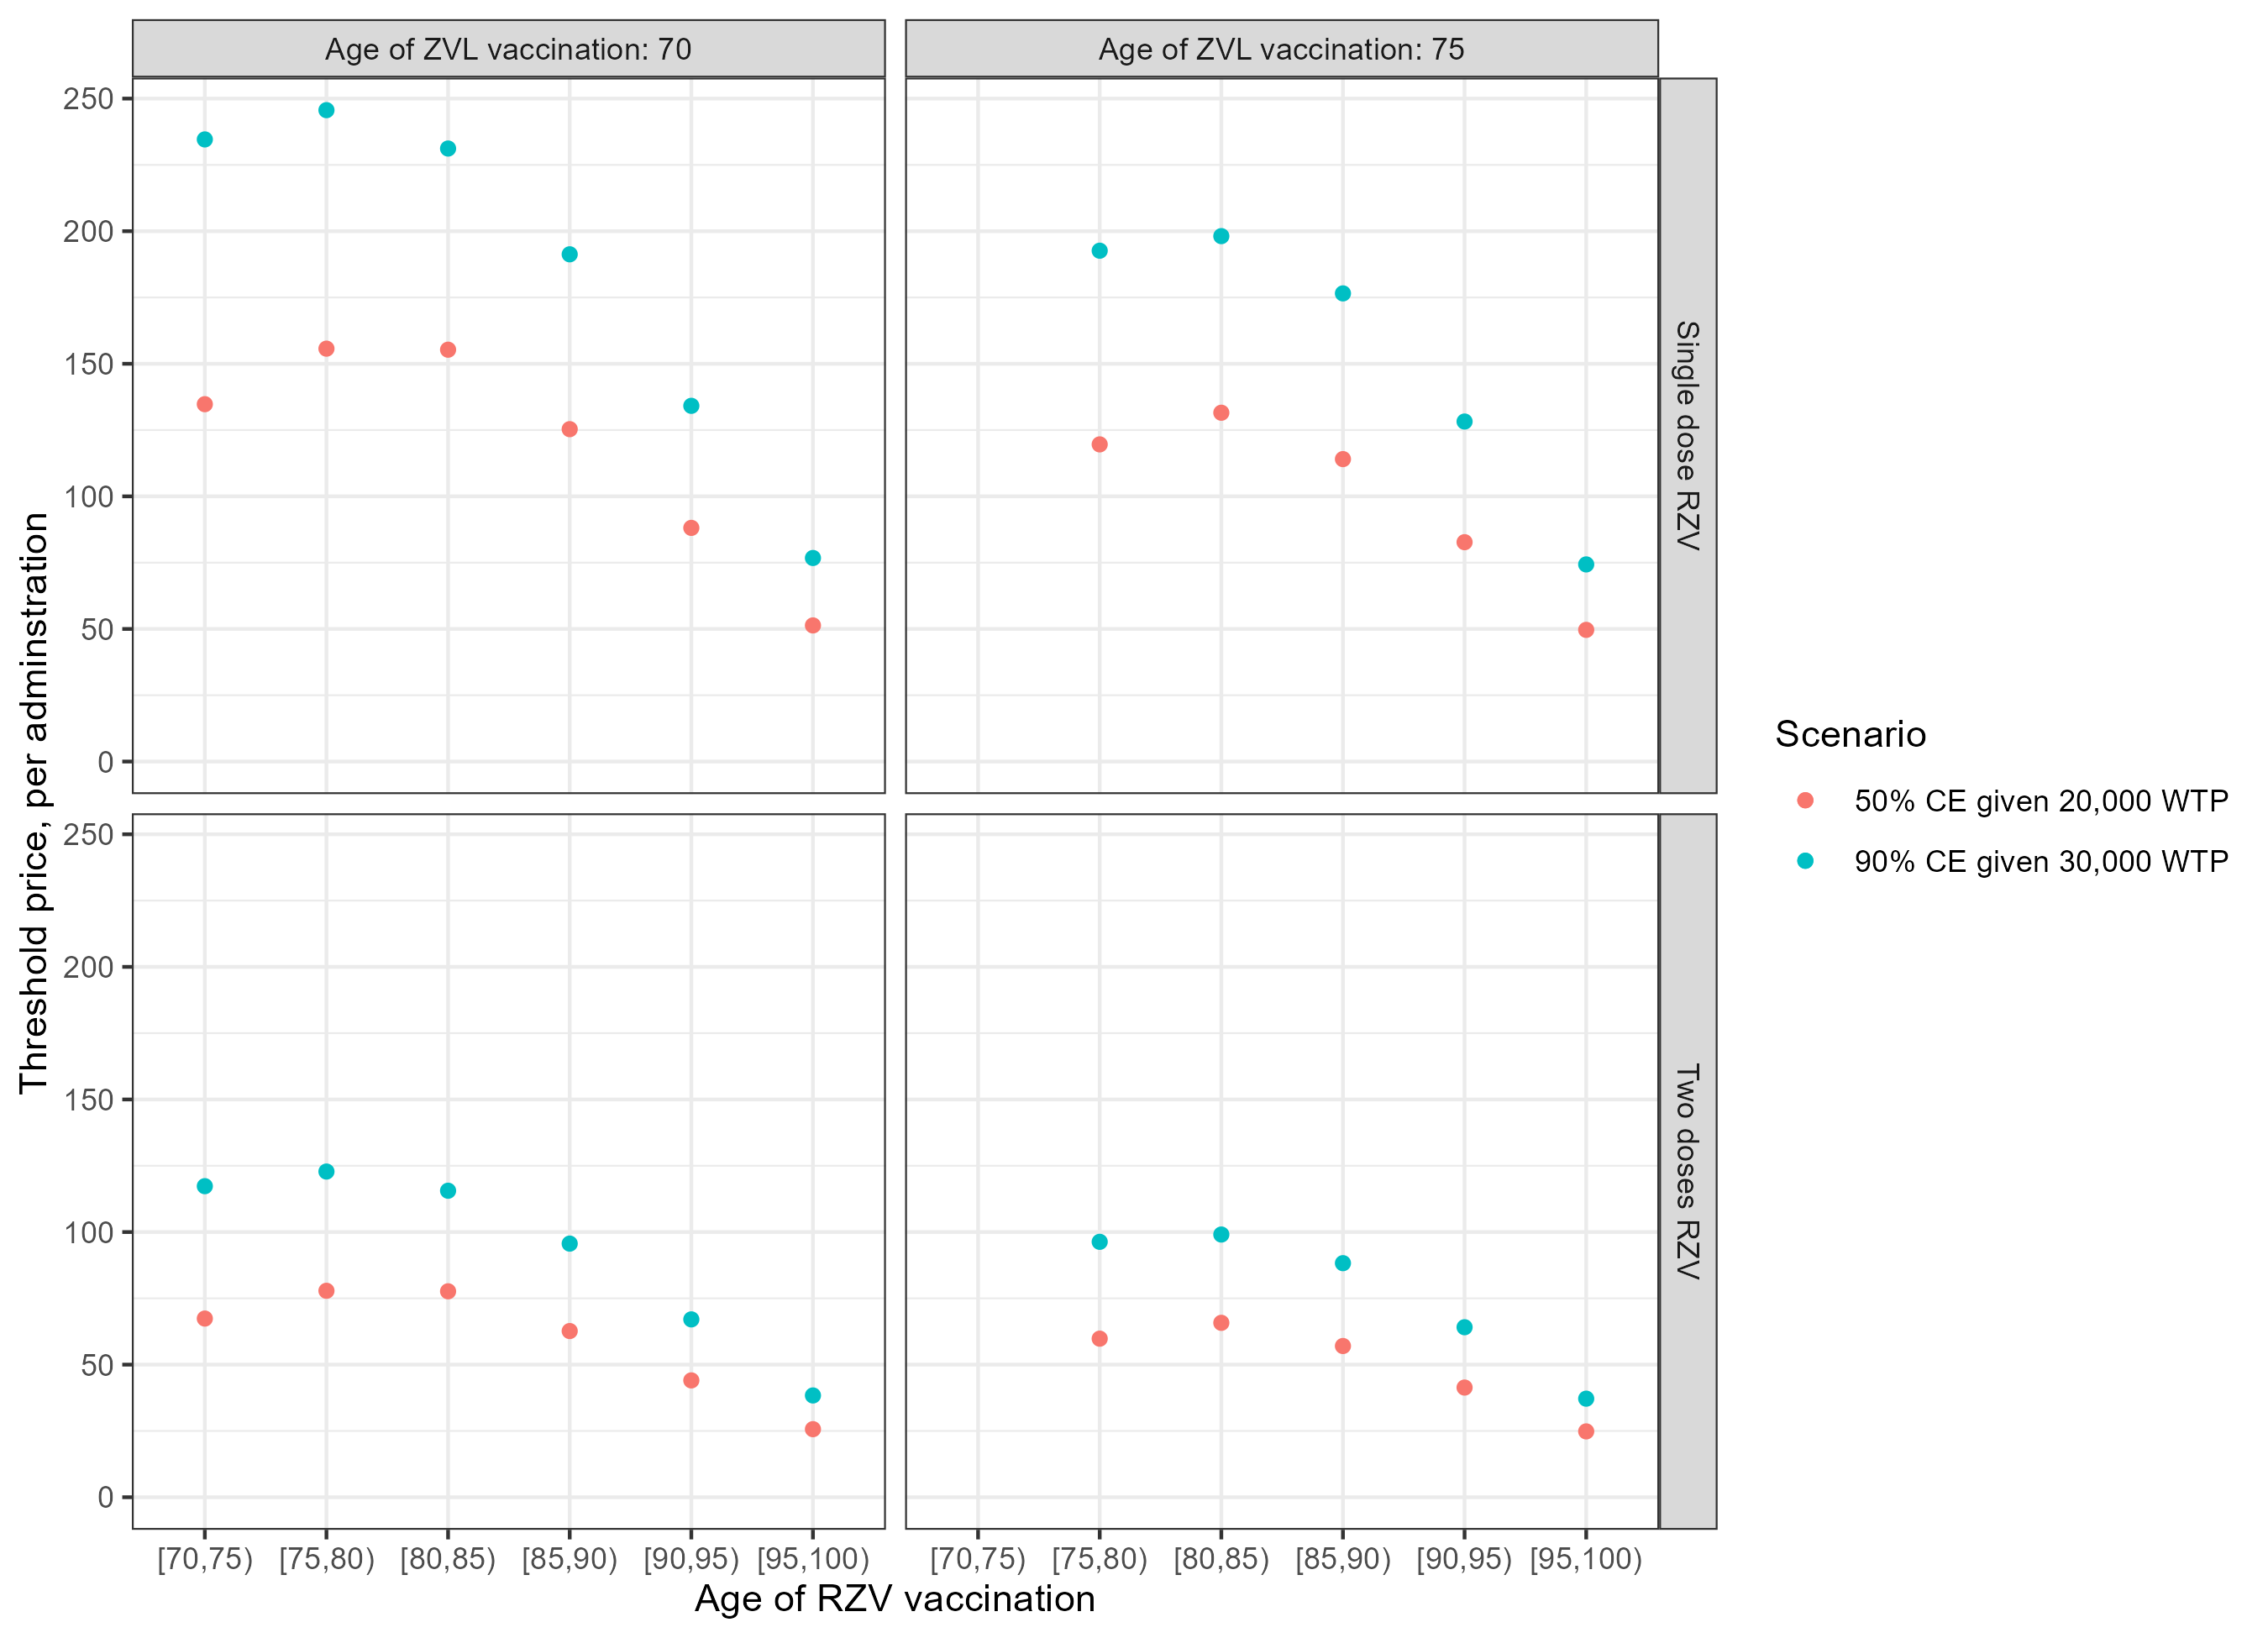 Age of ZVL vaccination: 70
Age of ZVL vaccination: 75
250
200
150
100
50
0
Single dose RZV
250
200
150
100
50
0
Two doses RZV
Threshold price, per adminstration
[70,75) [75,80) [80,85) [85,90) [90,95) [95,100)
[70,75) [75,80) [80,85) [85,90) [90,95) [95,100)
Age of RZV vaccination
Scenario
50% CE given 20,000 WTP
90% CE given 30,000 WTP